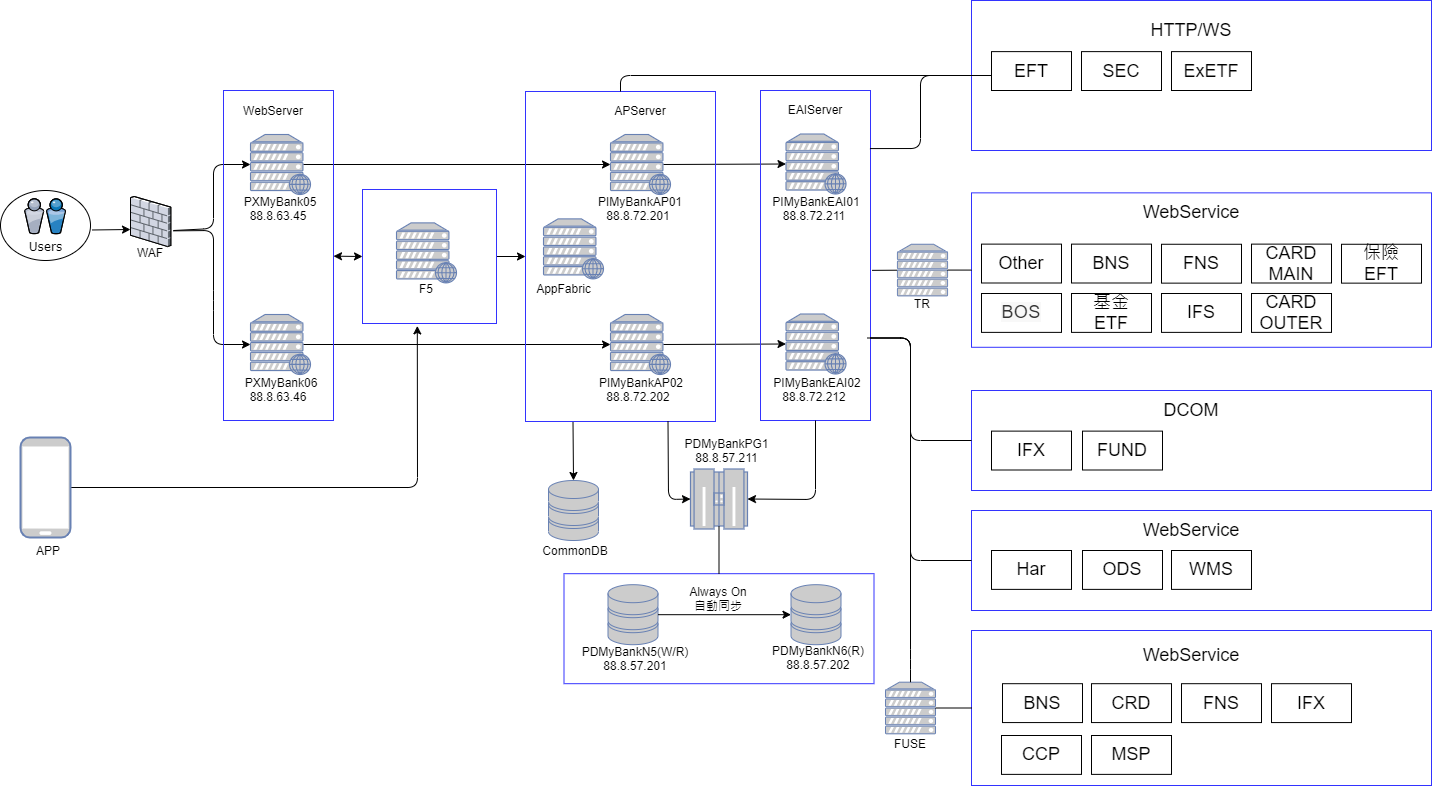 Users
WAF
APP
WebServer
PXMyBank05
88.8.63.45
PXMyBank06
88.8.63.46
F5
APServer
PIMyBankAP01
88.8.72.201
AppFabric
PIMyBankAP02
88.8.72.202
EAIServer
PIMyBankEAI01
88.8.72.211
PIMyBankEAI02
88.8.72.212
CommonDB
PDMyBankPG1
88.8.57.211
Always On
自動同步
PDMyBankN5(W/R)
88.8.57.201
PDMyBankN6(R)
88.8.57.202
TR
FUSE
HTTP/WS
EFT
SEC
ExETF
WebService
Other
BNS
FNS
CARD
MAIN
保險
EFT
BOS
基金
ETF
IFS
CARD
OUTER
DCOM
IFX
FUND
WebService
Har
ODS
WMS
WebService
BNS
CRD
FNS
IFX
CCP
MSP